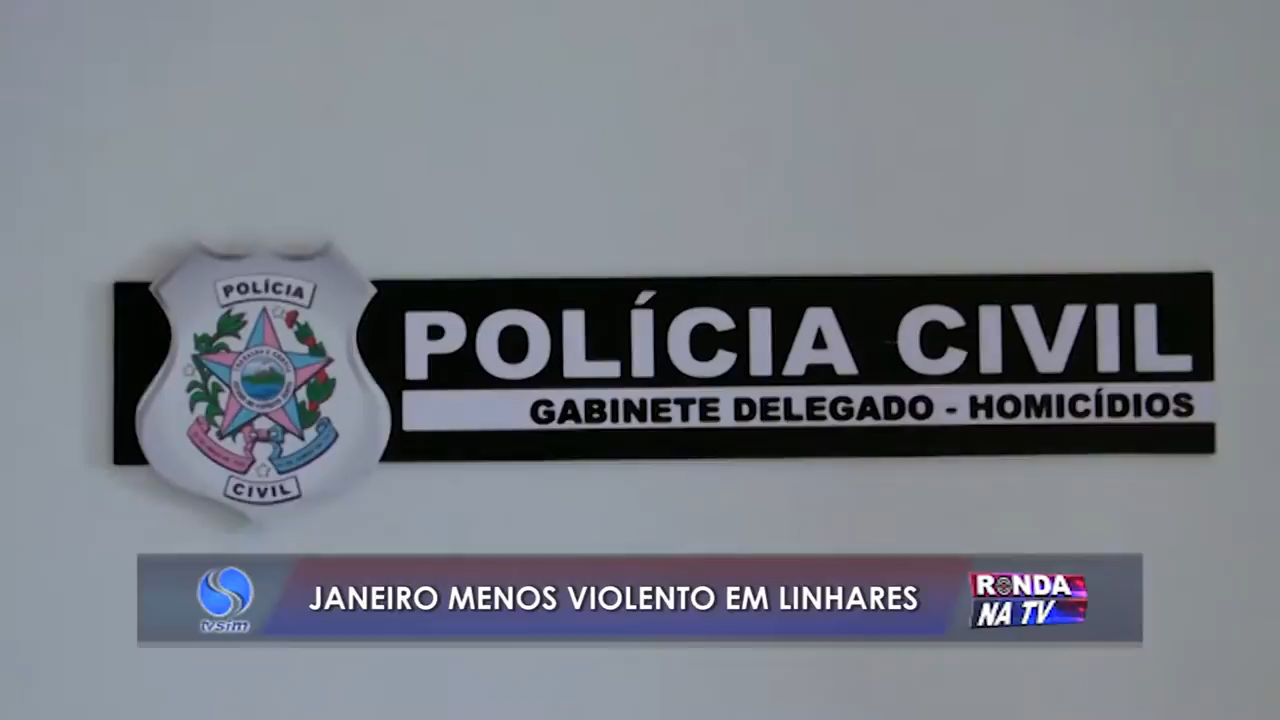 POLÍCIA
CIVIL
POLÍCIA CIVIL
GABINETE DELEGADO - HOMICÍDIOS
tvsim
JANEIRO MENOS VIOLENTO EM LINHARES
RONDA
NA TV